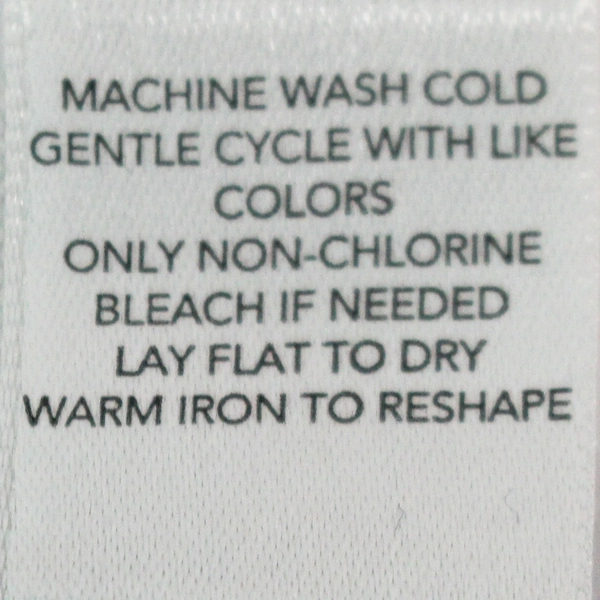 MACHINE WASH COLD
GENTLE CYCLE WITH LIKE
COLORS
ONLY NON-CHLORINE
BLEACH IF NEEDED
LAY FLAT TO DRY
WARM IRON TO RESHAPE